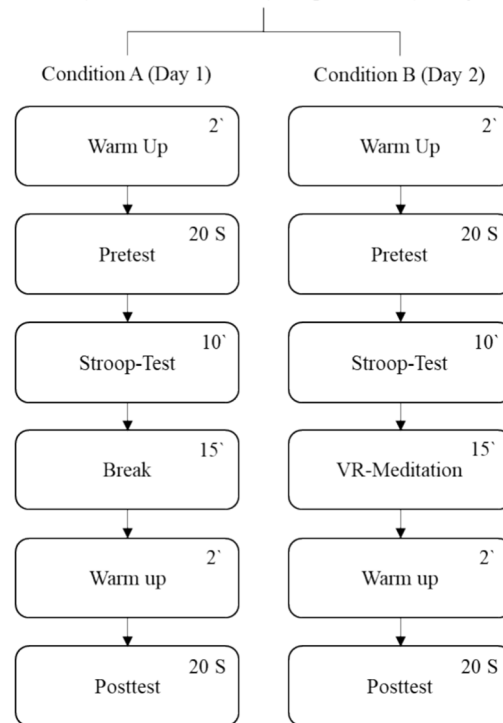 Condition A (Day 1)
Condition B (Day 2)
2`
Warm Up
2`
Warm Up
20 S
Pretest
20 S
Pretest
10`
Stroop-Test
10`
Stroop-Test
15`
Break
15`
VR-Meditation
2`
Warm up
2`
Warm up
20 S
Posttest
20 S
Posttest